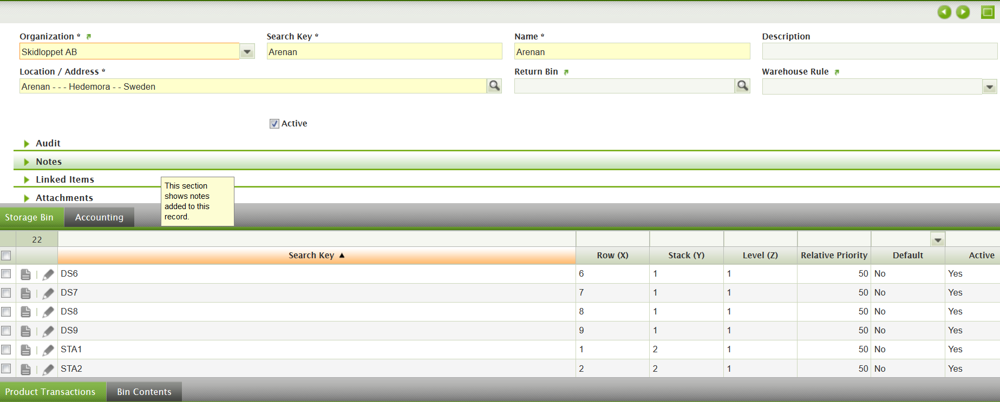 Organization * Search Key * Name * Description
Skidloppet AB Arenan Arenan
Location / Address * Return Bin Warehouse Rule
Arenan - - - Hedemora - - Sweden
Active
Audit
Notes
Linked Items
Attachments
This section
shows notes
added to this
record.
Storage Bin Accounting
22
Search Key Row (X) Stack (Y) Level (Z) Relative Priority Default Active
DS6 6 1 1 50 No Yes
DS7 7 1 1 50 No Yes
DS8 8 1 1 50 No Yes
DS9 9 1 1 50 No Yes
STA1 1 2 1 50 No Yes
STA2 2 2 1 50 No Yes
Product Transactions Bin Contents